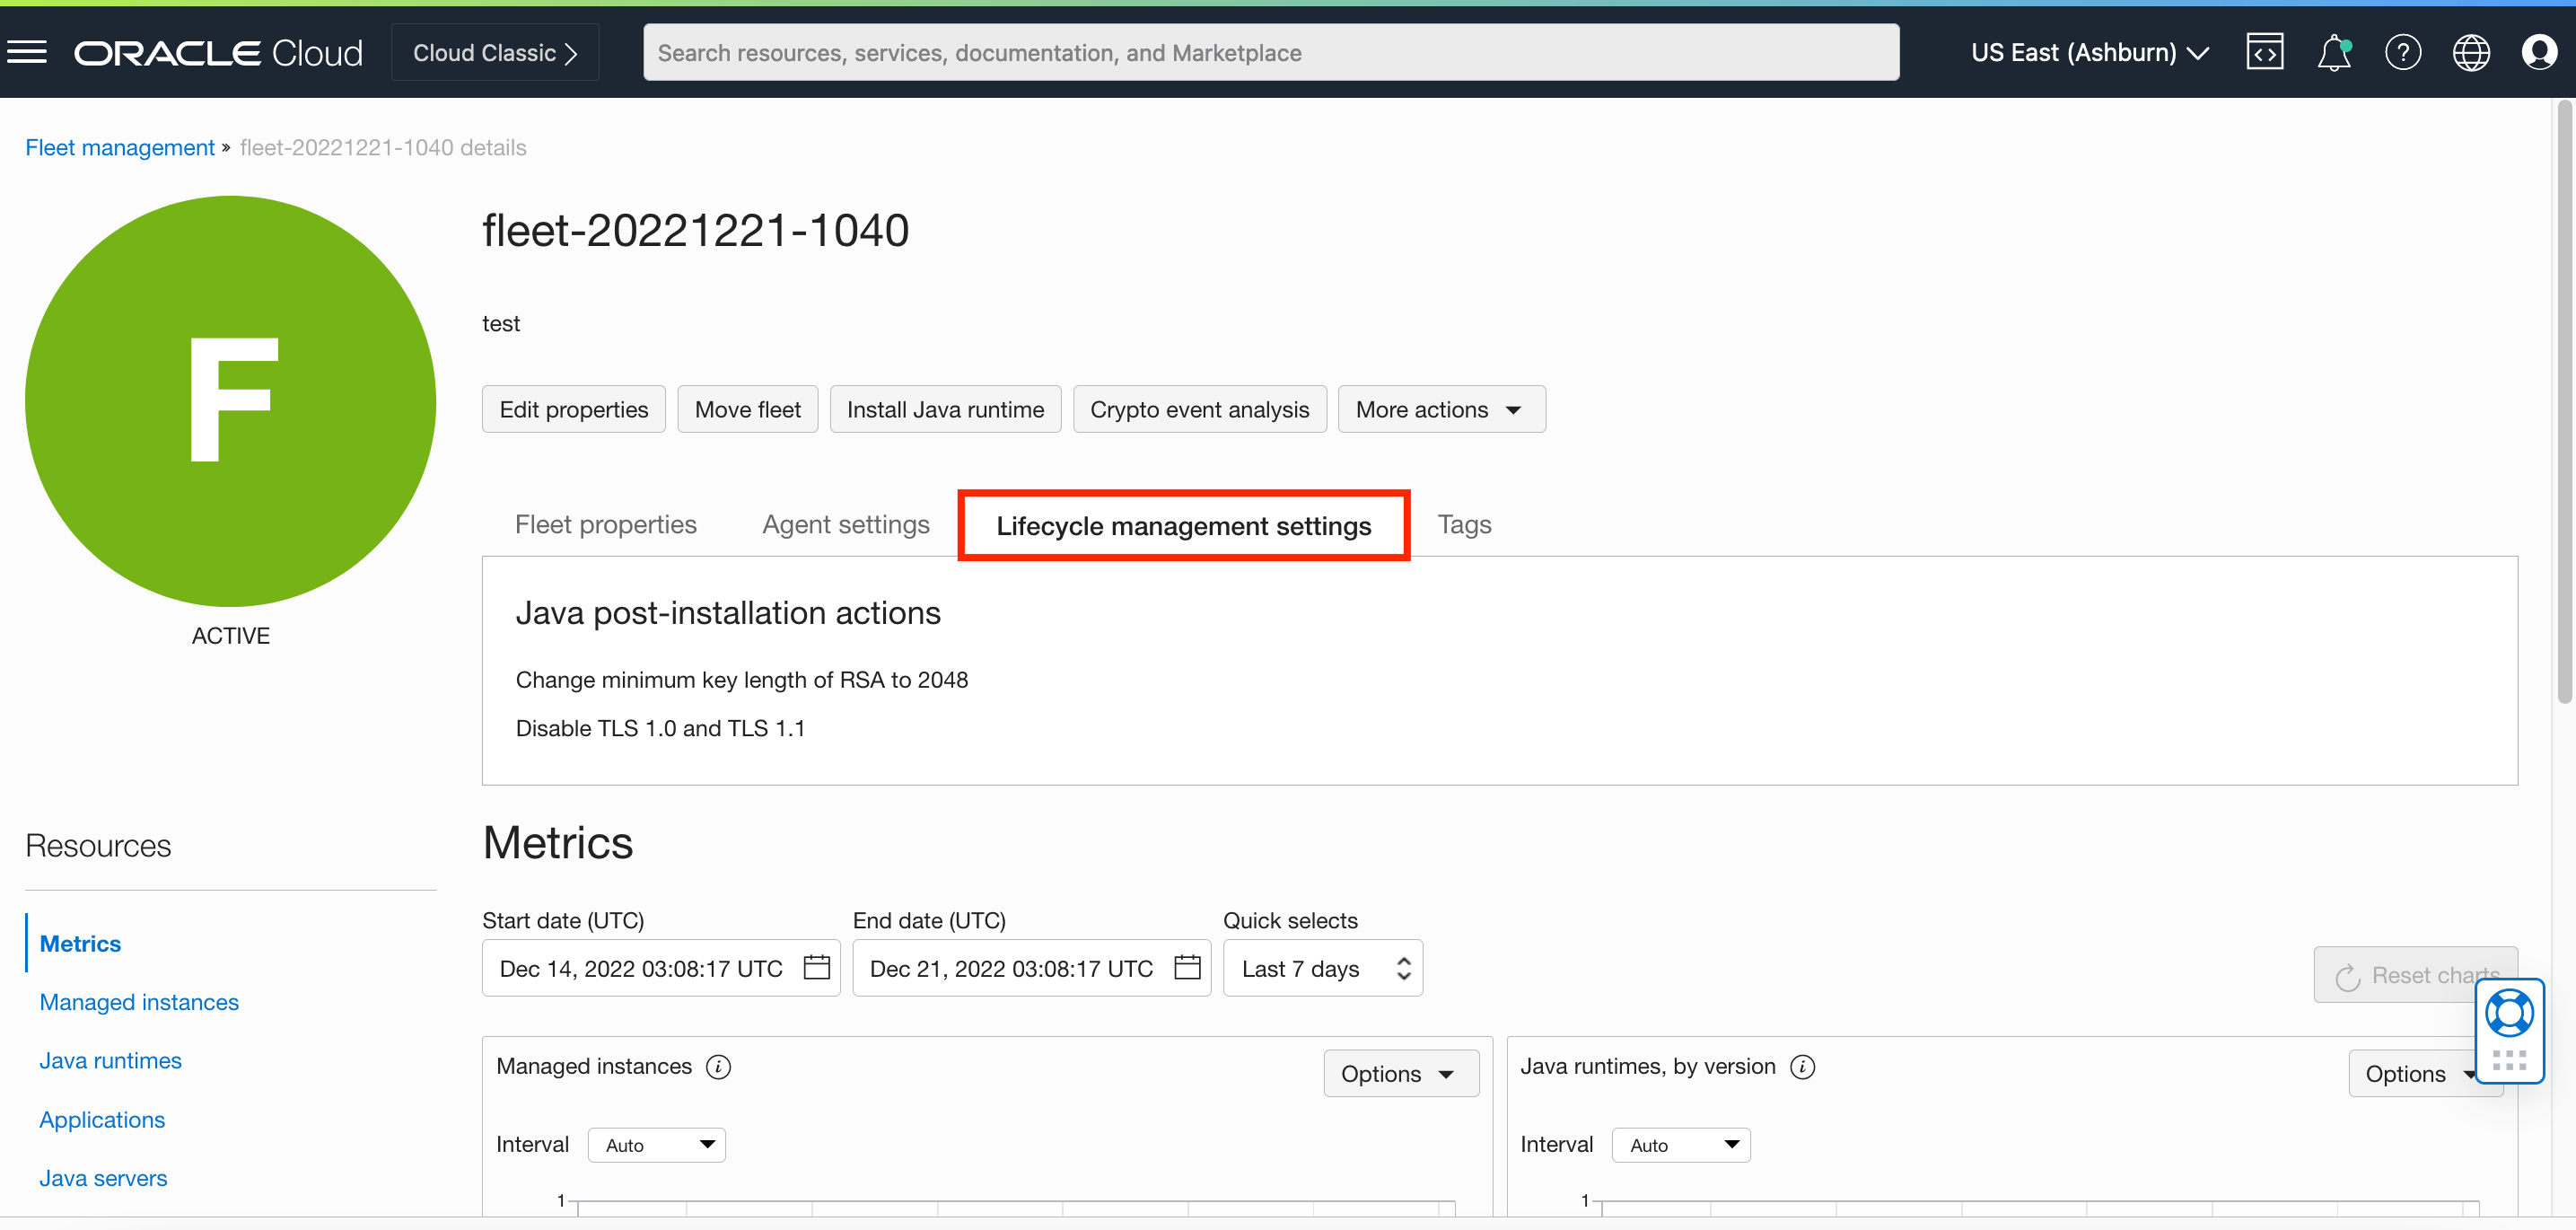 ORACLE Cloud
Cloud Classic
Search resources, services, documentation, and Marketplace
US East (Ashburn)
Fleet management » fleet-20221221-1040 details
F
ACTIVE
fleet-20221221-1040
test
Edit properties
Move fleet
Install Java runtime
Crypto event analysis
More actions
Fleet properties
Agent settings
Lifecycle management settings
Tags
Java post-installation actions
Change minimum key length of RSA to 2048
Disable TLS 1.0 and TLS 1.1
Resources
Metrics
Managed instances
Java runtimes
Applications
Java servers
Metrics
Start date (UTC)
Dec 14, 2022 03:08:17 UTC
End date (UTC)
Dec 21, 2022 03:08:17 UTC
Quick selects
Last 7 days
Reset charts
Managed instances
Options
Interval
Auto
1
Java runtimes, by version
Options
Interval
Auto
1